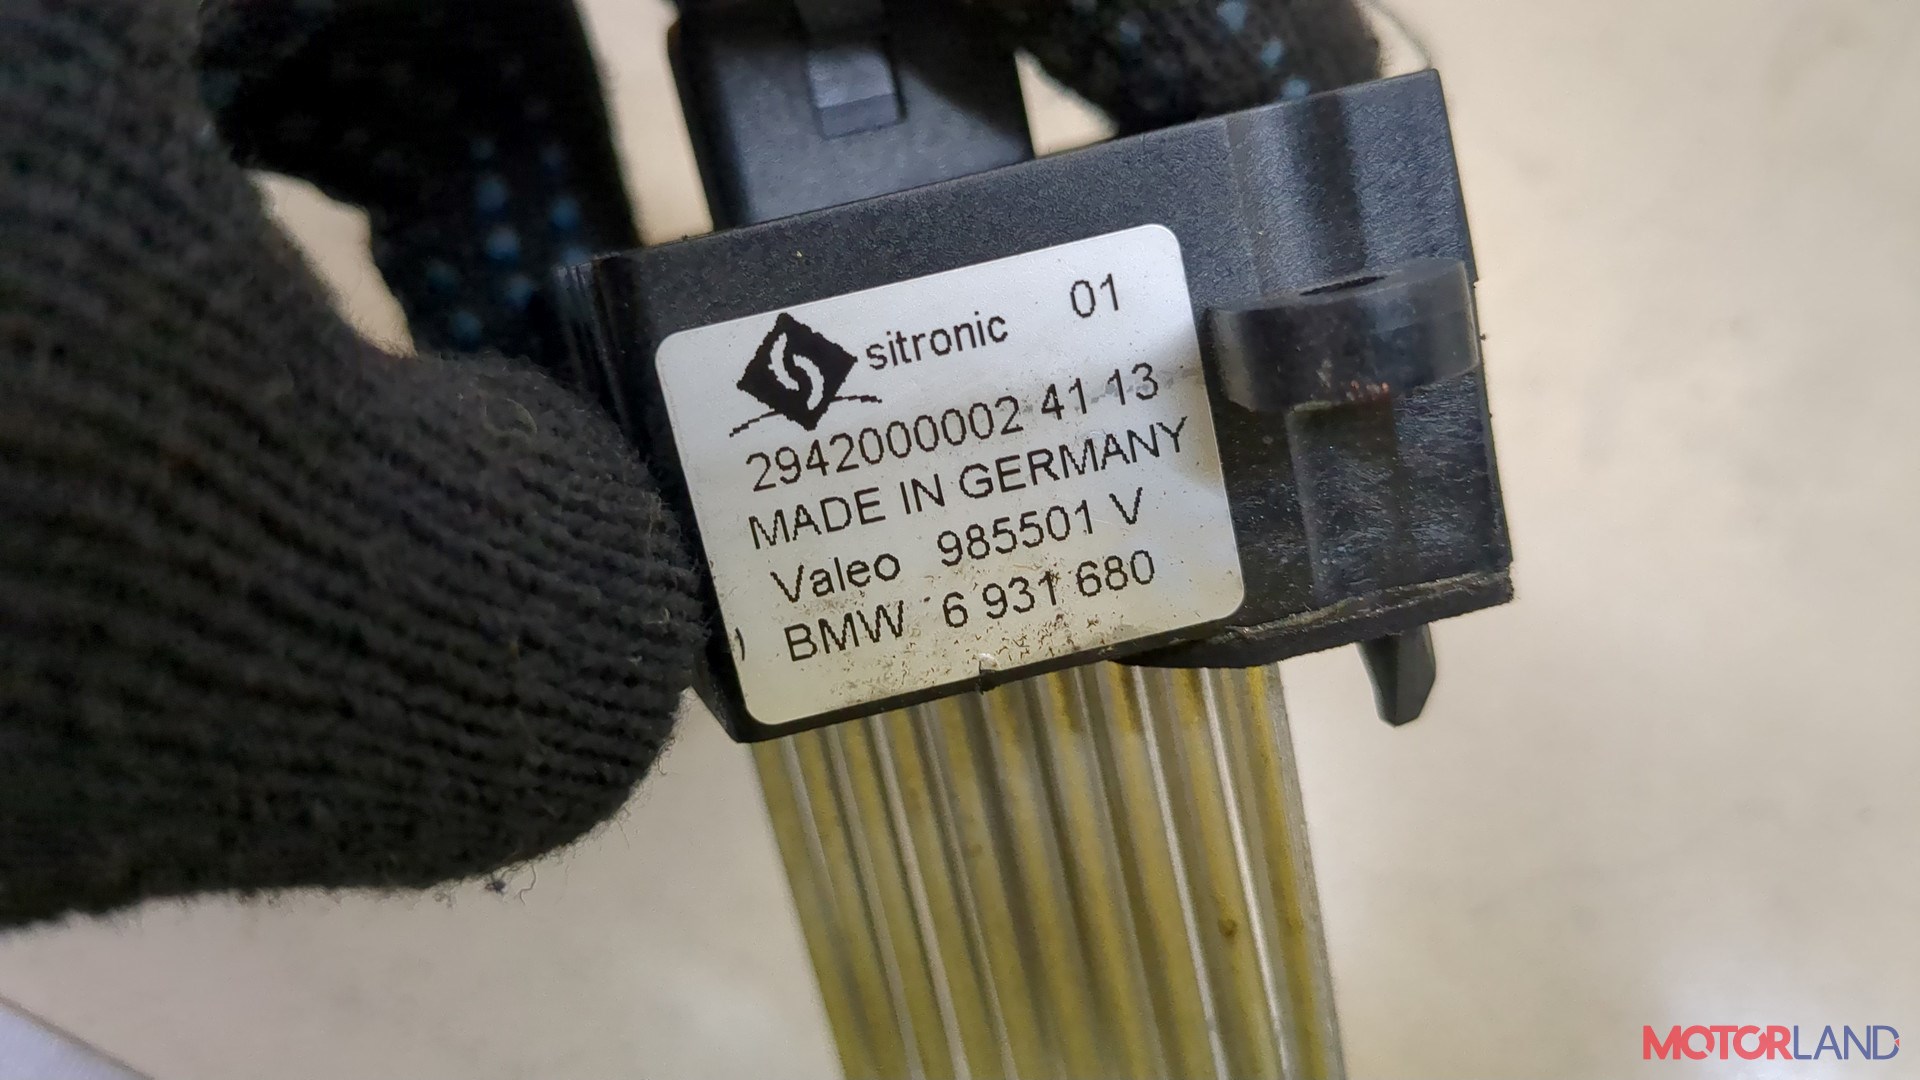 sitronic 01
2942000002 41 13
MADE IN GERMANY
Valeo 985501 V
) BMW 6 931 680
MOTORLAND